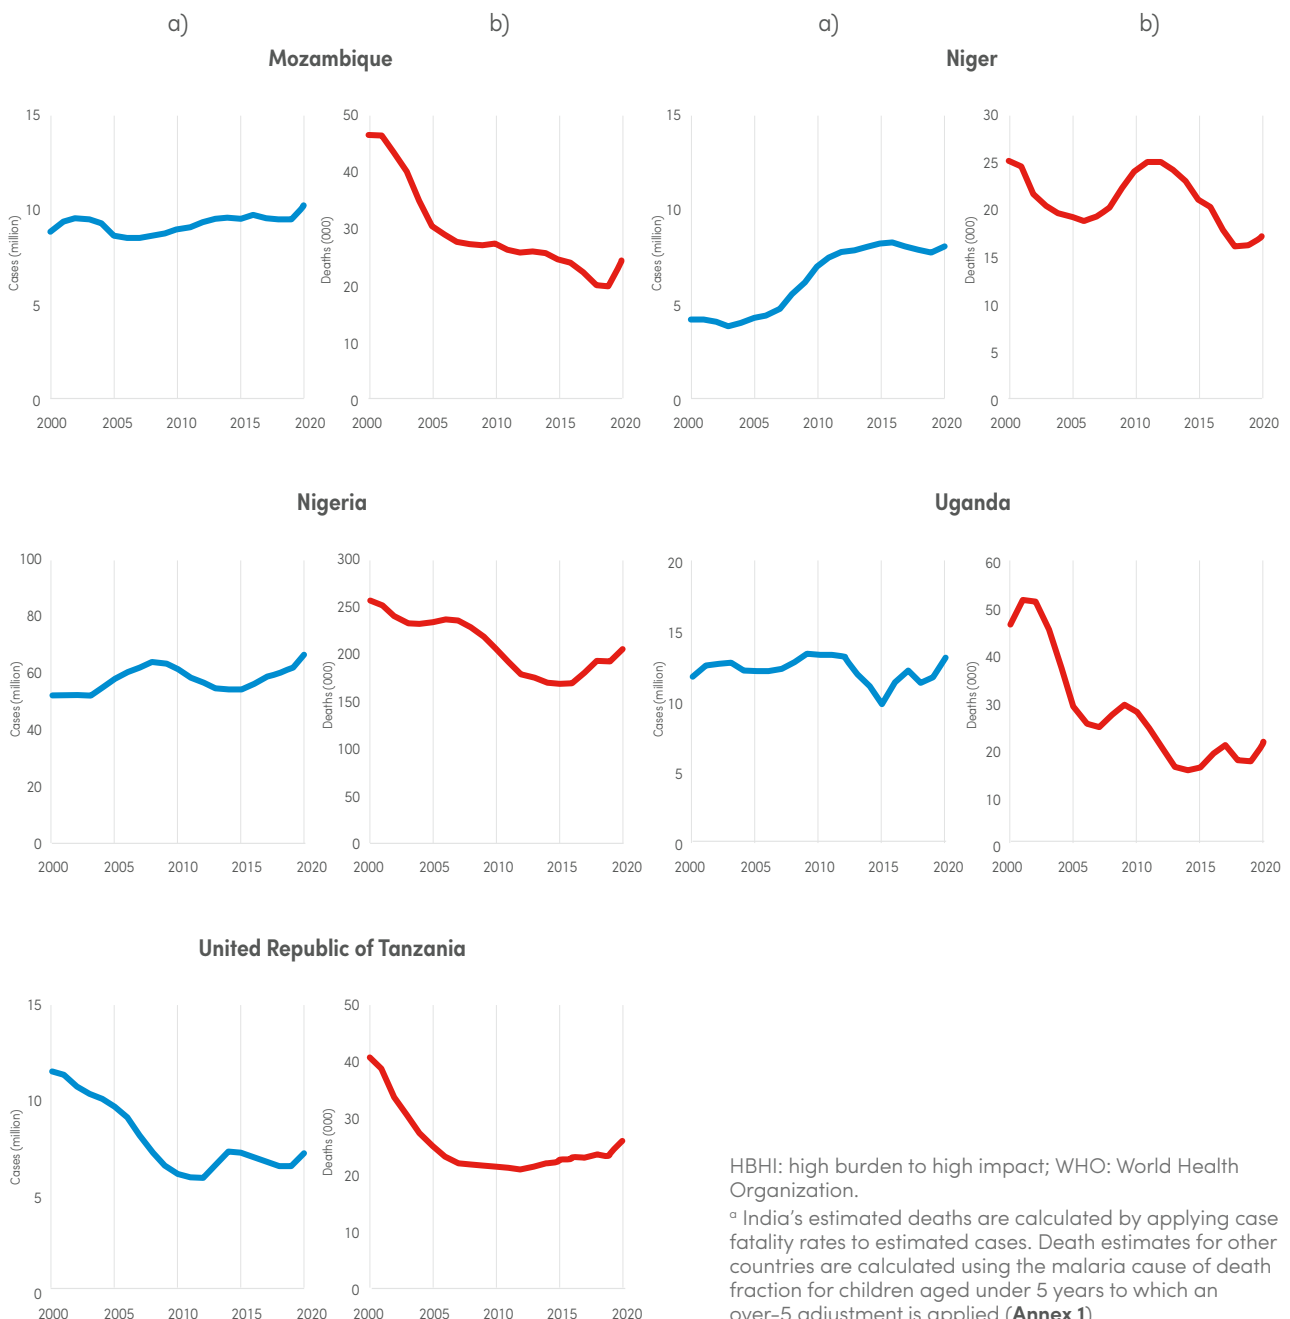 a)
b)
a)
b)
Mozambique
Niger
15
10
5
0
Cases (million)
2000 2005 2010 2015 2020
50
40
30
20
10
0
Deaths (000)
2000 2005 2010 2015 2020
15
10
5
0
Cases (million)
2000 2005 2010 2015 2020
30
25
20
15
10
5
0
Deaths (000)
2000 2005 2010 2015 2020
Nigeria
Uganda
100
80
60
40
20
0
Cases (million)
2000 2005 2010 2015 2020
300
250
200
150
100
50
0
Deaths (000)
2000 2005 2010 2015 2020
20
15
10
5
0
Cases (million)
2000 2005 2010 2015 2020
60
50
40
30
20
10
0
Deaths (000)
2000 2005 2010 2015 2020
United Republic of Tanzania
15
10
5
0
Cases (million)
2000 2005 2010 2015 2020
50
40
30
20
10
0
Deaths (000)
2000 2005 2010 2015 2020
HBHI: high burden to high impact; WHO: World Health
Organization.
ᵃ India's estimated deaths are calculated by applying case
fatality rates to estimated cases. Death estimates for other
countries are calculated using the malaria cause of death
fraction for children aged under 5 years to which an
over-5 adjustment is applied (Annex 1)